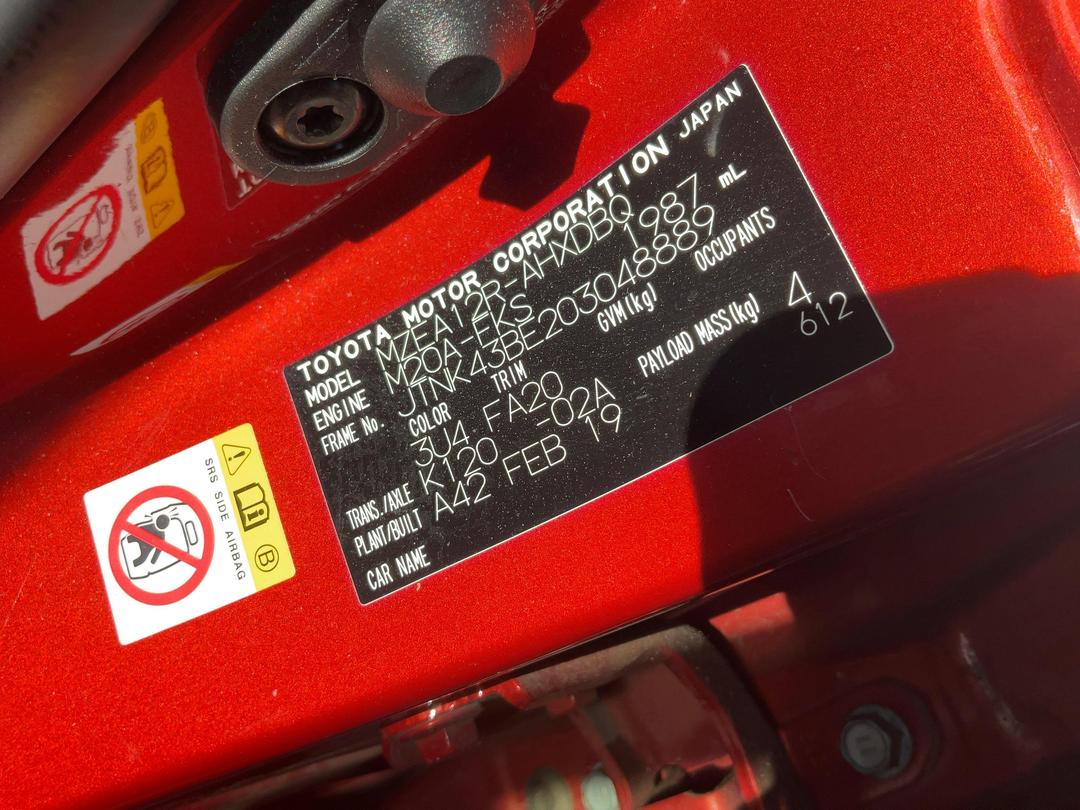 TOYOTA MOTOR CORPORATION JAPAN
MODEL MZEA12R-AHXDBQ
ENGINE M20A-FKS 1987 mL
FRAME No. JTNK43BE203048889
COLOR TRIM GVM(kg) OCCUPANTS
3U4 FA20 4
TRANS./AXLE K120 -02A PAYLOAD MASS(kg) 612
PLANT/BUILT A42 FEB 19
CAR NAME
SRS SIDE AIRBAG
B